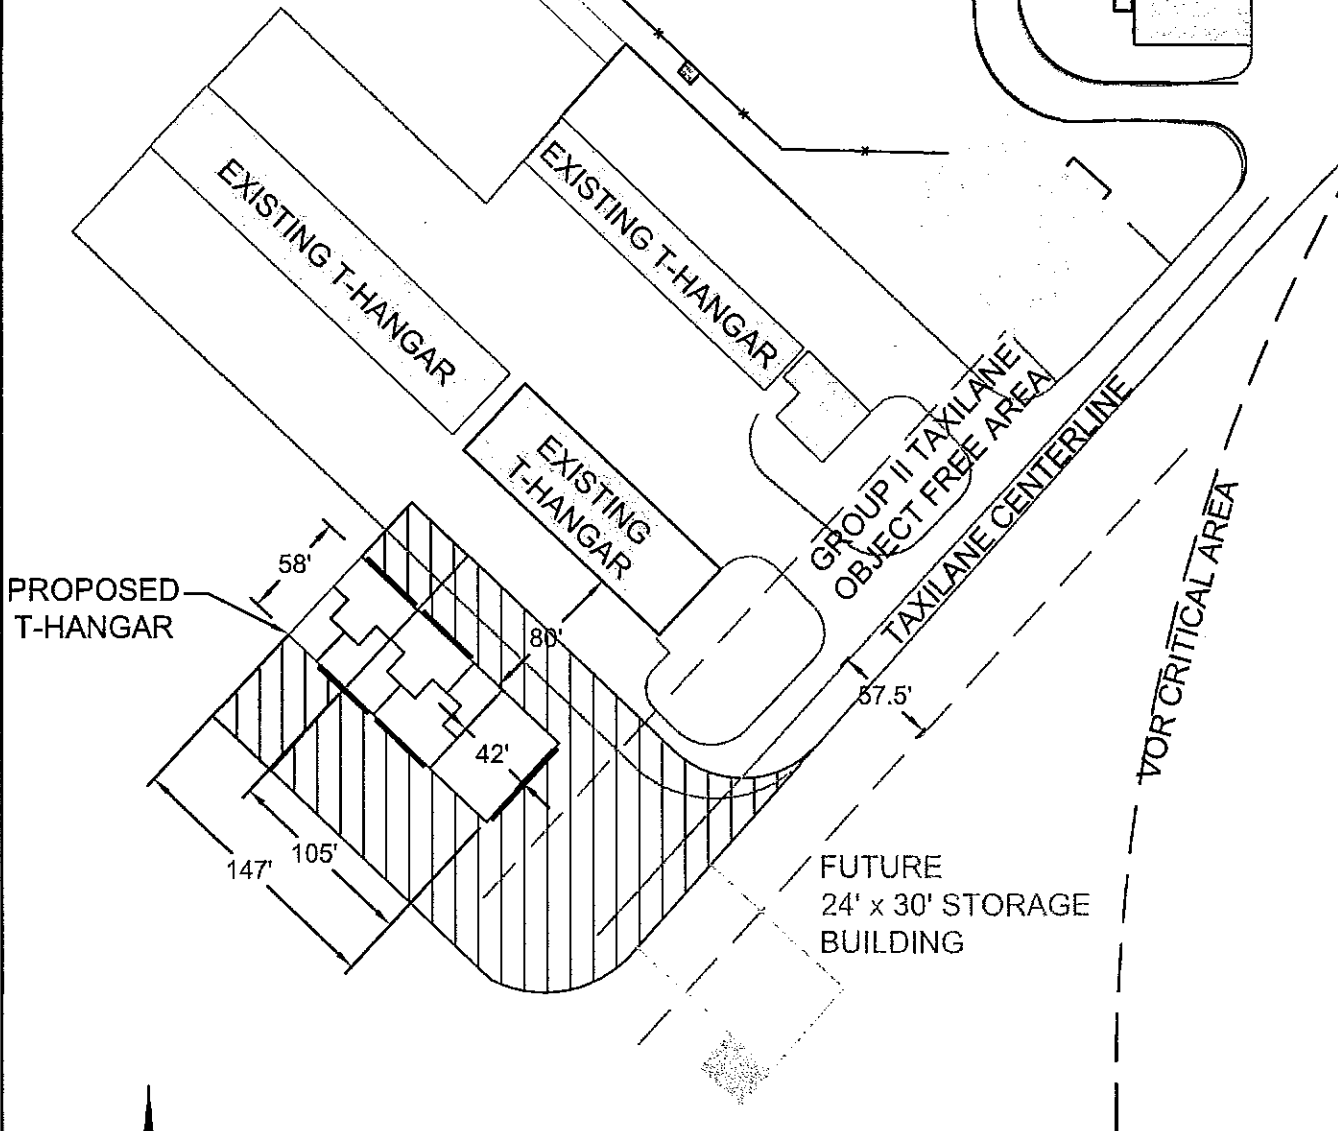 EXISTING T-HANGAR
EXISTING T-HANGAR
EXISTING
T-HANGAR
GROUP II TAXILANE
OBJECT FREE AREA
TAXILANE CENTERLINE
VOR CRITICAL AREA
58'
PROPOSED
T-HANGAR
80'
57.5'
42'
105'
147'
FUTURE
24' x 30' STORAGE
BUILDING